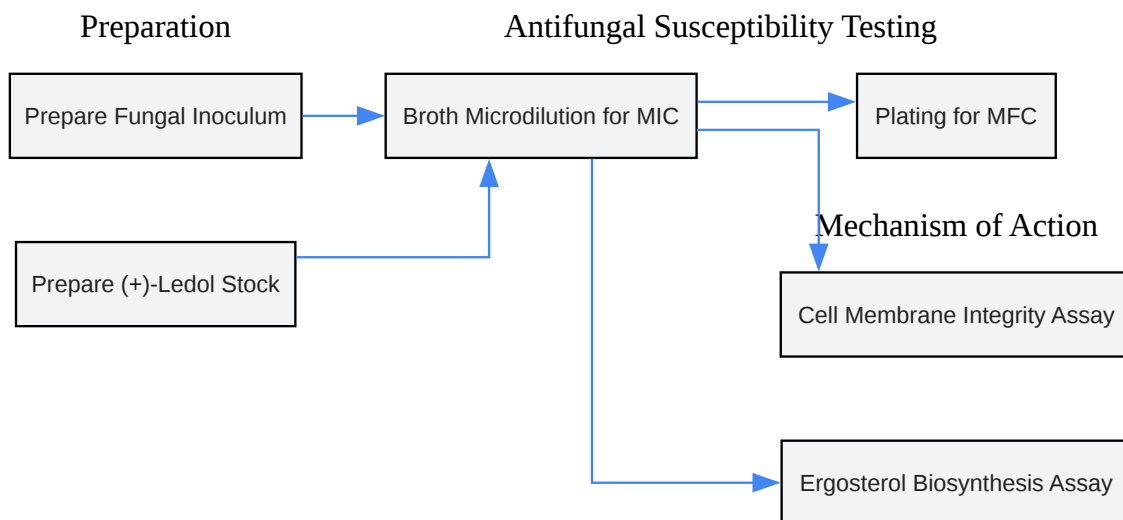 Preparation
Antifungal Susceptibility Testing
Prepare Fungal Inoculum
Broth Microdilution for MIC
Plating for MFC
Mechanism of Action
Prepare (+)-Ledol Stock
Cell Membrane Integrity Assay
Ergosterol Biosynthesis Assay